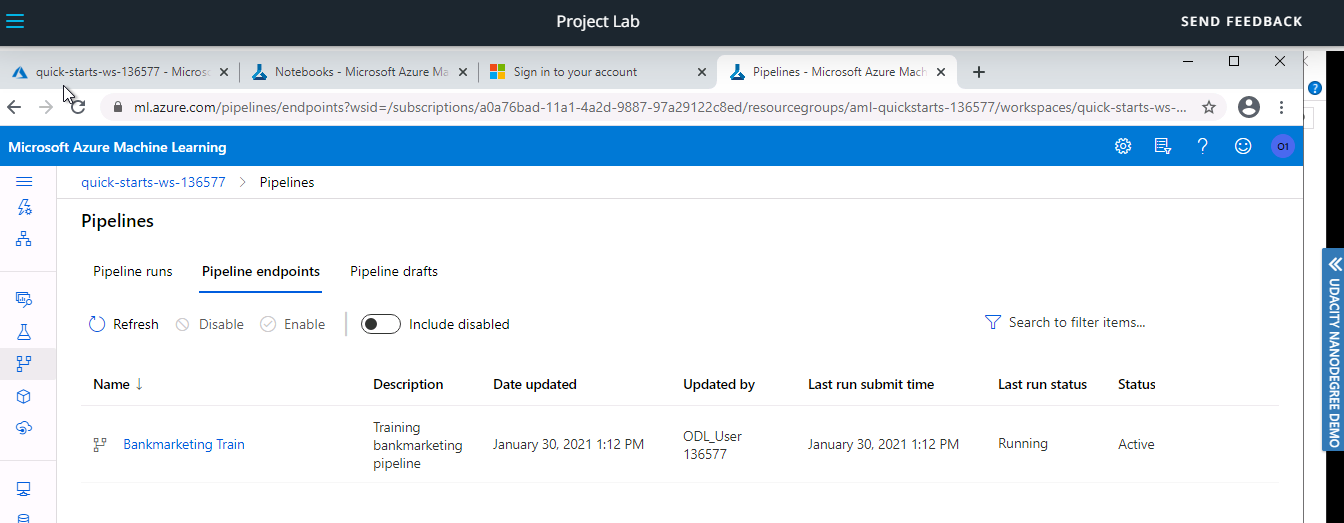 Project Lab
SEND FEEDBACK
quick-starts-ws-136577 - Micros
Notebooks - Microsoft Azure Ma
Sign in to your account
Pipelines - Microsoft Azure Mach
ml.azure.com/pipelines/endpoints?wsid=/subscriptions/a0a76bad-11a1-4a2d-9887-97a29122c8ed/resourcegroups/aml-quickstarts-136577/workspaces/quick-starts-ws-...
Microsoft Azure Machine Learning
O1
quick-starts-ws-136577 > Pipelines
Pipelines
Pipeline runs
Pipeline endpoints
Pipeline drafts
Refresh
Disable
Enable
Include disabled
Search to filter items...
Name ↓
Description
Date updated
Updated by
Last run submit time
Last run status
Status
Bankmarketing Train
Training
bankmarketing
pipeline
January 30, 2021 1:12 PM
ODL_User
136577
January 30, 2021 1:12 PM
Running
Active
UDACITY NANODEGREE DEMO